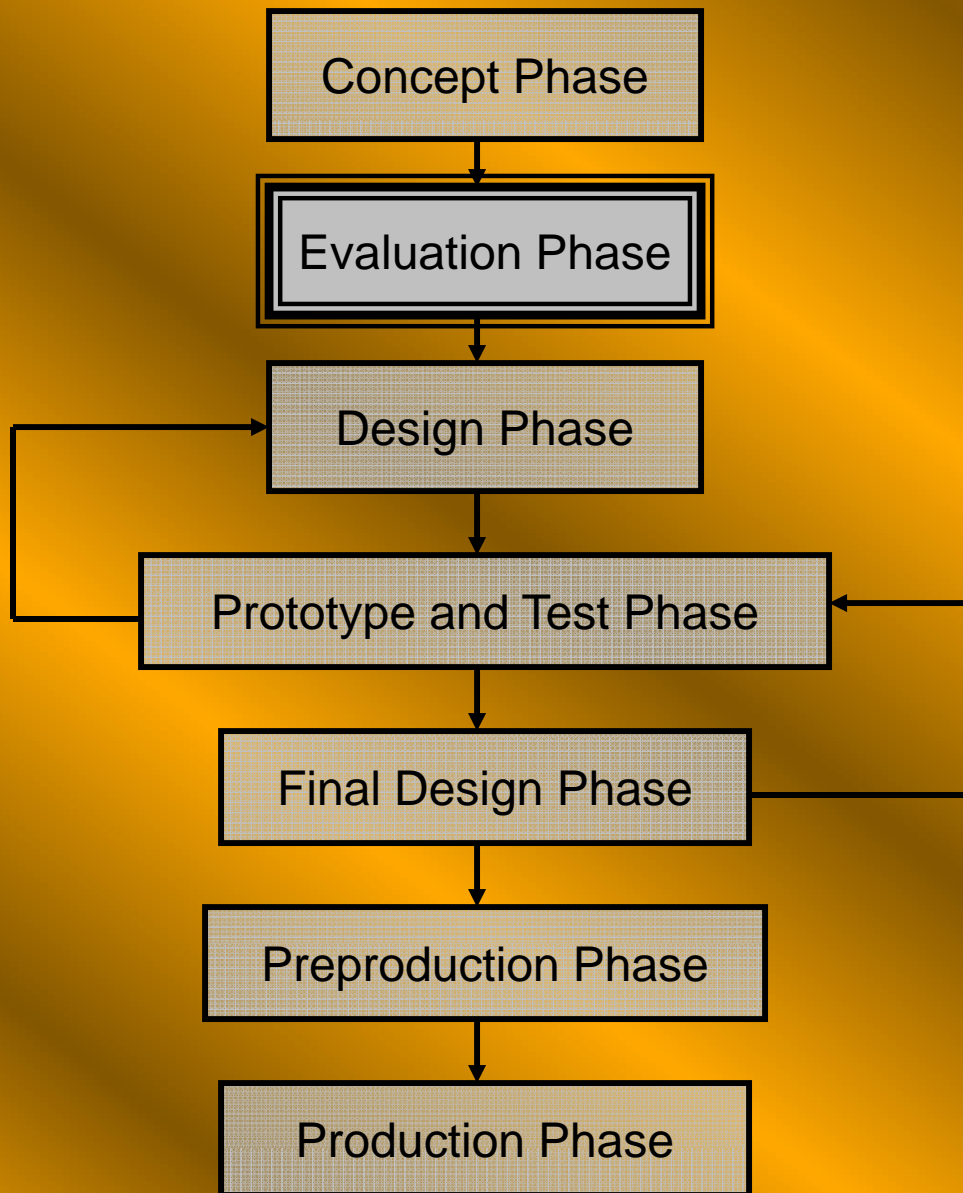 Concept Phase
Evaluation Phase
Design Phase
Prototype and Test Phase
Final Design Phase
Preproduction Phase
Production Phase